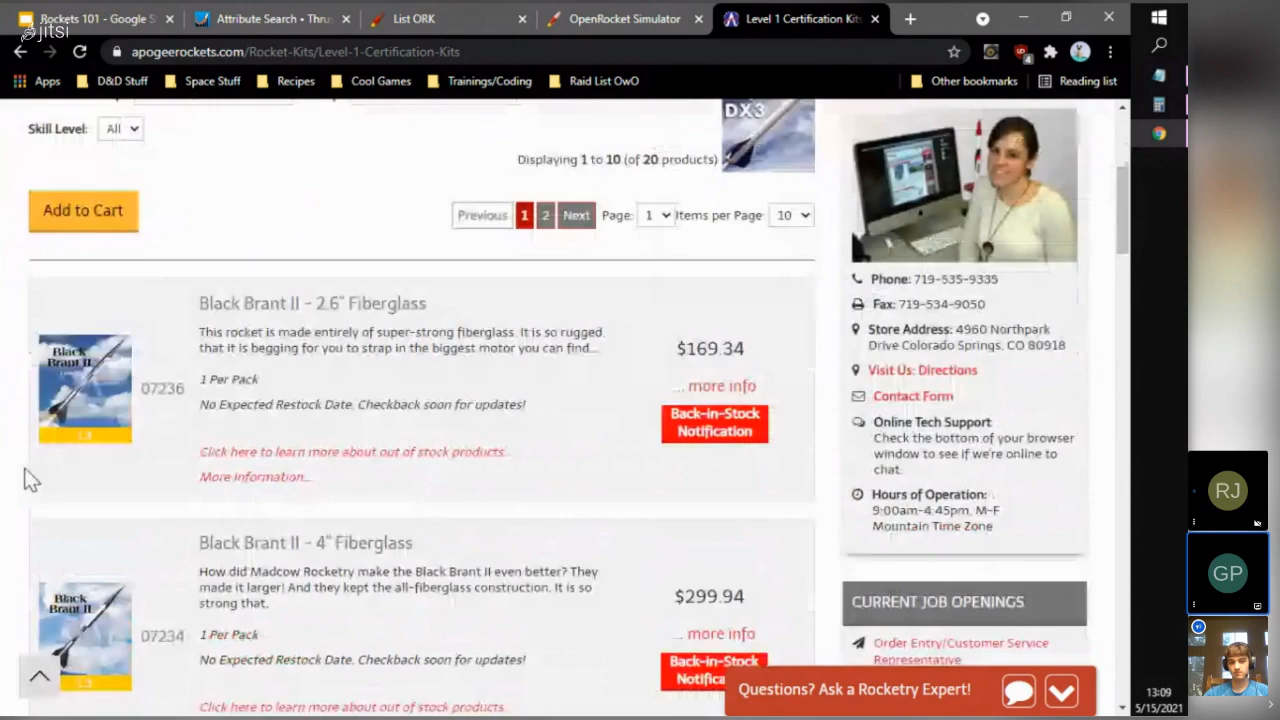 Rockets 101 - Google S
Attribute Search - Thrus
List ORK
OpenRocket Simulator
Level 1 Certification Kits
jitsi
apogeerockets.com/Rocket-Kits/Level-1-Certification-Kits
Apps
D&D Stuff
Space Stuff
Recipes
Cool Games
Trainings/Coding
Raid List OwO
Other bookmarks
Reading list
Skill Level:
All
DX3
Displaying 1 to 10 (of 20 products)
Add to Cart
Previous
1
2
Next
Page:
1
Items per Page:
10
Black Brant II - 2.6" Fiberglass
This rocket is made entirely of super-strong fiberglass. It is so rugged
that it is begging for you to strap in the biggest motor you can find...
1 Per Pack
No Expected Restock Date, Checkback soon for updates!
Click here to learn more about out of stock products.
More Information...
Black
Brant II
07236
$169.34
... more info
Back-in-Stock
Notification
Black Brant II - 4" Fiberglass
How did Madcow Rocketry make the Black Brant II even better? They
made it larger! And they kept the all-fiberglass construction. It is so
strong that.
1 Per Pack
No Expected Restock Date, Checkback soon for updates!
Click here to learn more about out of stock products.
Black
Brant II
07234
$299.94
... more info
Back-in-Stock
Notifica
Phone: 719-535-9335
Fax: 719-534-9050
Store Address: 4960 Northpark
Drive Colorado Springs, CO 80918
Visit Us: Directions
Contact Form
Online Tech Support
Check the bottom of your browser
window to see if we're online to
chat.
Hours of Operation:
9:00am-4:45pm, M-F
Mountain Time Zone
CURRENT JOB OPENINGS
Order Entry/Customer Service
Representative
Questions? Ask a Rocketry Expert!
RJ
GP
13:09
5/15/2021